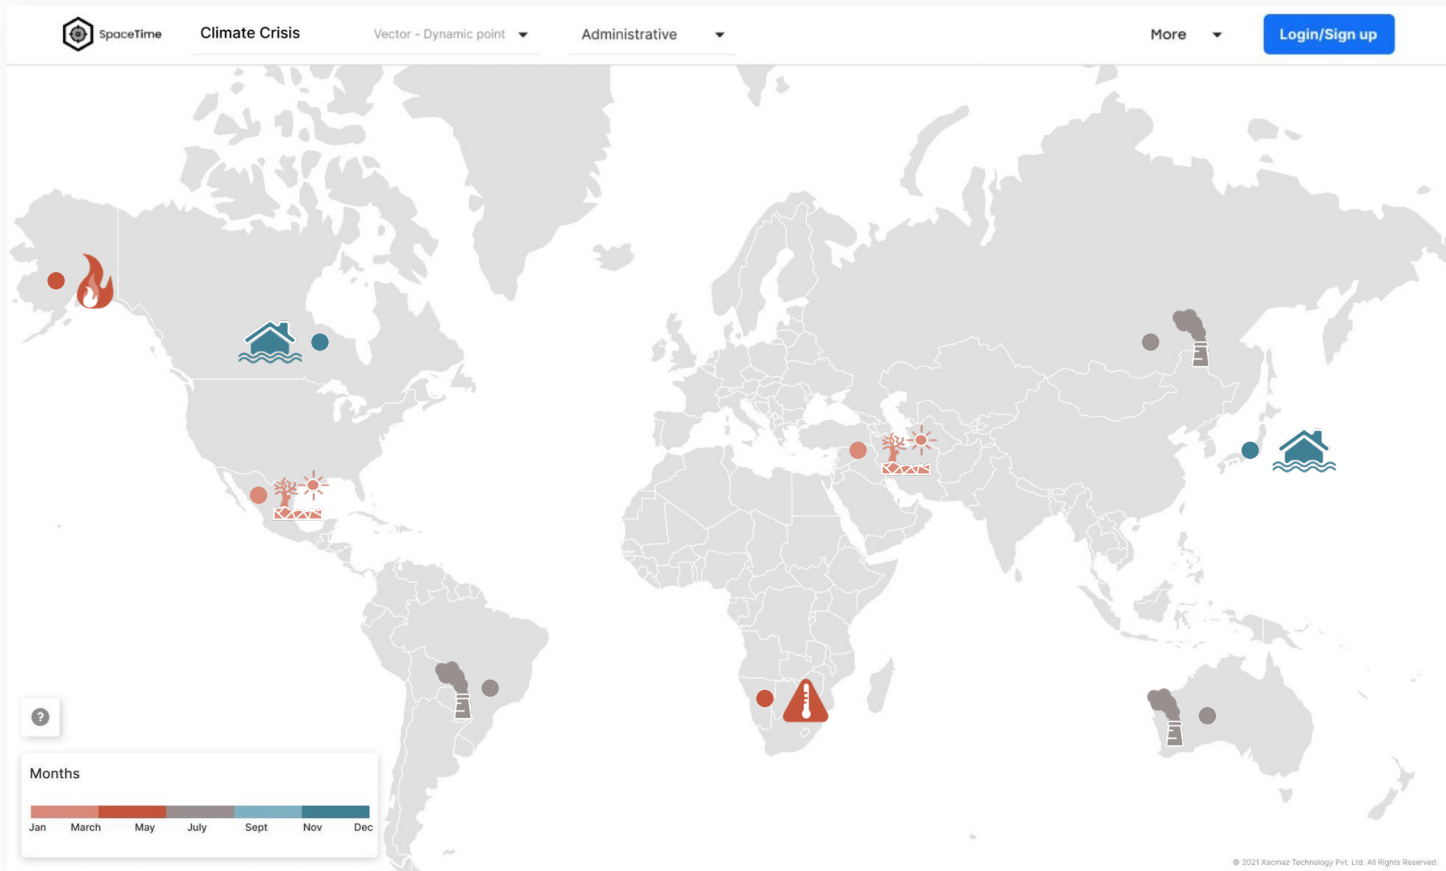 SpaceTime
Climate Crisis
Vector - Dynamic point
Administrative
More
Login/Sign up
?
Months
Jan March May July Sept Nov Dec
© 2021 Xacmaz Technology Pvt. Ltd. All Rights Reserved.